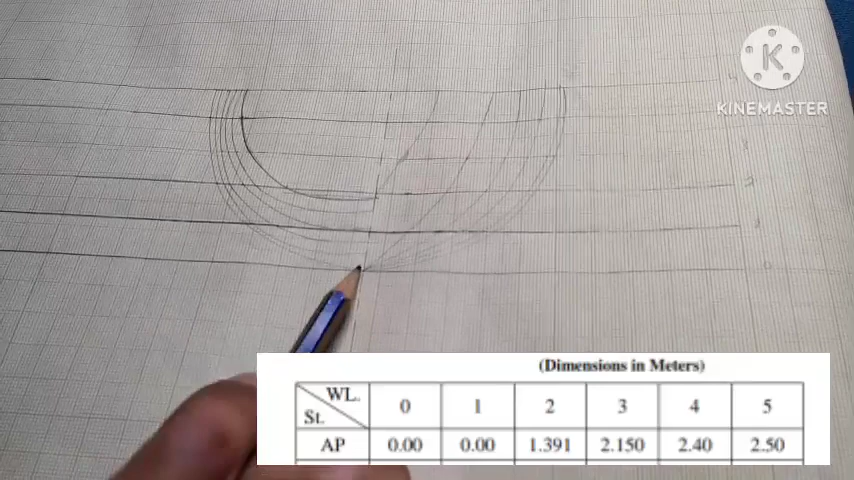 KINEMASTER
(Dimensions in Meters)
WL. 0 1 2 3 4 5
St.
AP 0.00 0.00 1.391 2.150 2.40 2.50